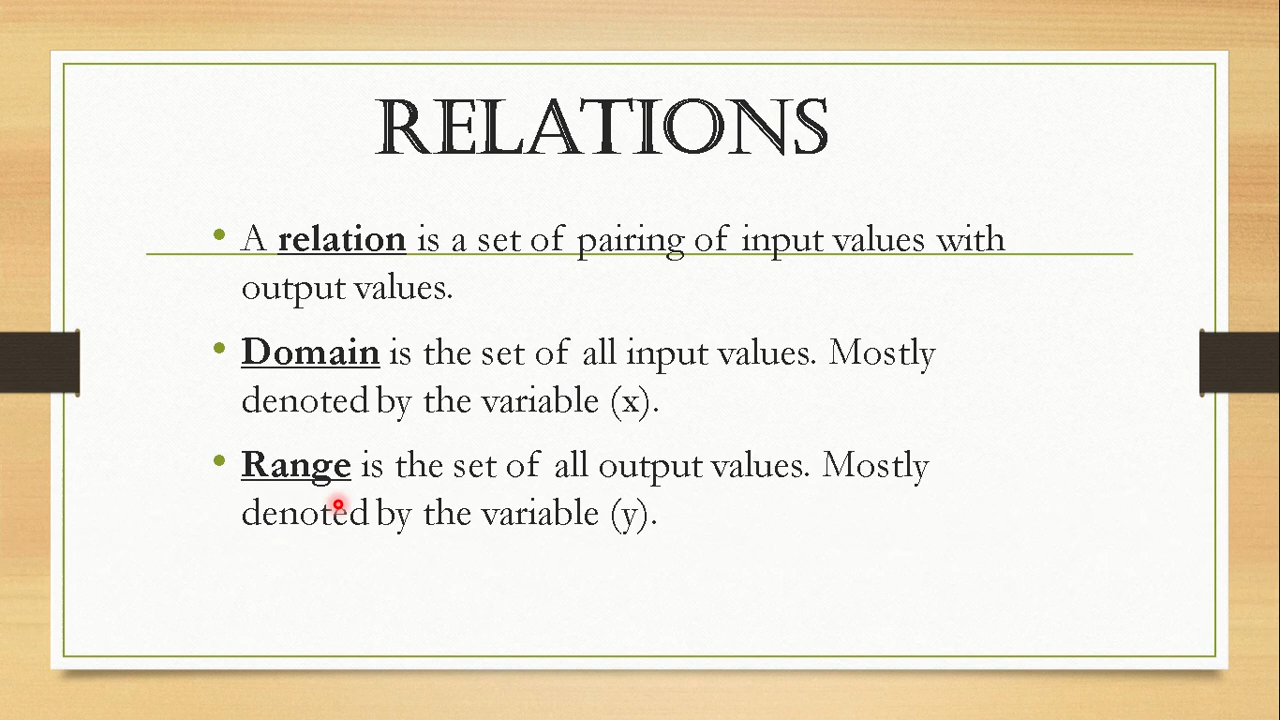 RELATIONS
• A relation is a set of pairing of input values with
output values.
• Domain is the set of all input values. Mostly
denoted by the variable (x).
• Range is the set of all output values. Mostly
denoted by the variable (y).